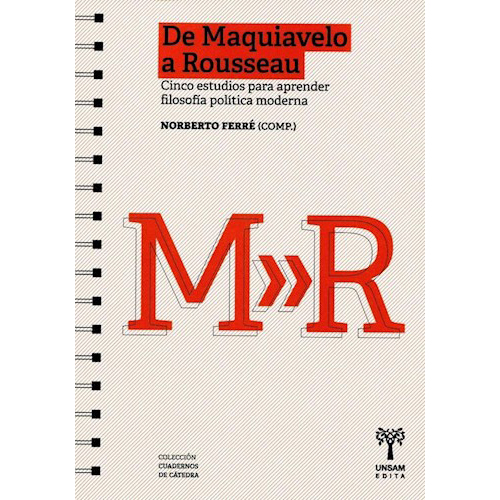 De Maquiavelo
a Rousseau
Cinco estudios para aprender
filosofía política moderna
NORBERTO FERRÉ (COMP.)
M»R
COLECCIÓN
CUADERNOS
DE CÁTEDRA
UNSAM
EDITA